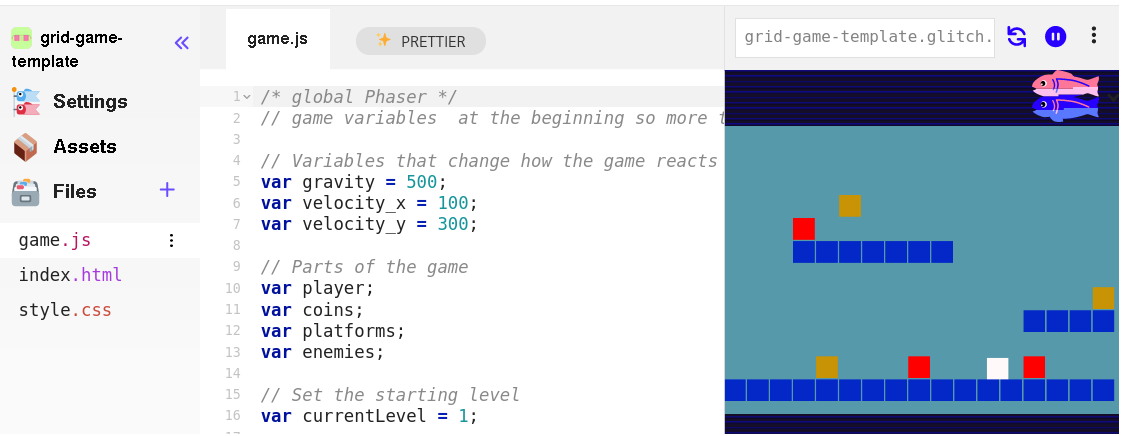 grid-game-
template
Settings
Assets
Files
game.js
index.html
style.css
game.js
PRETTIER
1 /* global Phaser */
2 // game variables  at the beginning so more
3
4 // Variables that change how the game reacts
5 var gravity = 500;
6 var velocity_x = 100;
7 var velocity_y = 300;
8
9 // Parts of the game
10 var player;
11 var coins;
12 var platforms;
13 var enemies;
14
15 // Set the starting level
16 var currentLevel = 1;
grid-game-template.glitch.